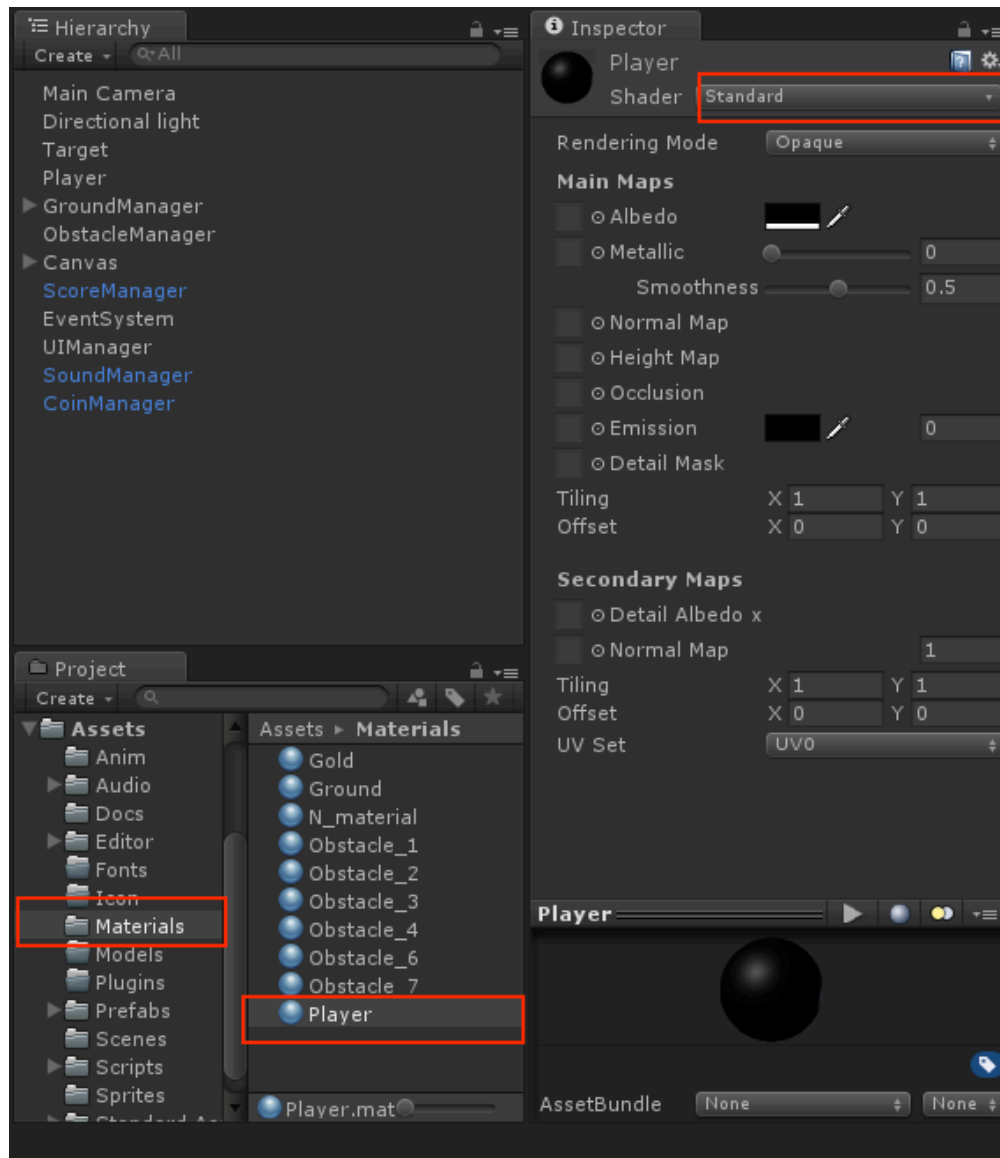 Hierarchy
Create
All
Main Camera
Directional light
Target
Player
GroundManager
ObstacleManager
Canvas
ScoreManager
EventSystem
UIManager
SoundManager
CoinManager
Project
Create
Assets
Anim
Audio
Docs
Editor
Fonts
Icon
Materials
Models
Plugins
Prefabs
Scenes
Scripts
Sprites
Assets ▸ Materials
Gold
Ground
N_material
Obstacle_1
Obstacle_2
Obstacle_3
Obstacle_4
Obstacle_6
Obstacle_7
Player
Player.mat
Inspector
Player
Shader Standard
Rendering Mode Opaque
Main Maps
Albedo
Metallic 0
Smoothness 0.5
Normal Map
Height Map
Occlusion
Emission 0
Detail Mask
Tiling X 1 Y 1
Offset X 0 Y 0
Secondary Maps
Detail Albedo x
Normal Map 1
Tiling X 1 Y 1
Offset X 0 Y 0
UV Set UV0
Player
AssetBundle None None